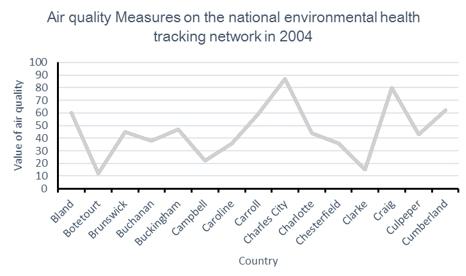 Air quality Measures on the national environmental health
tracking network in 2004
Value of air quality
100
90
80
70
60
50
40
30
20
10
0
Bland
Botetourt
Brunswick
Buchanan
Buckingham
Campbell
Caroline
Carroll
Charles City
Charlotte
Chesterfield
Clarke
Craig
Culpeper
Cumberland
Country